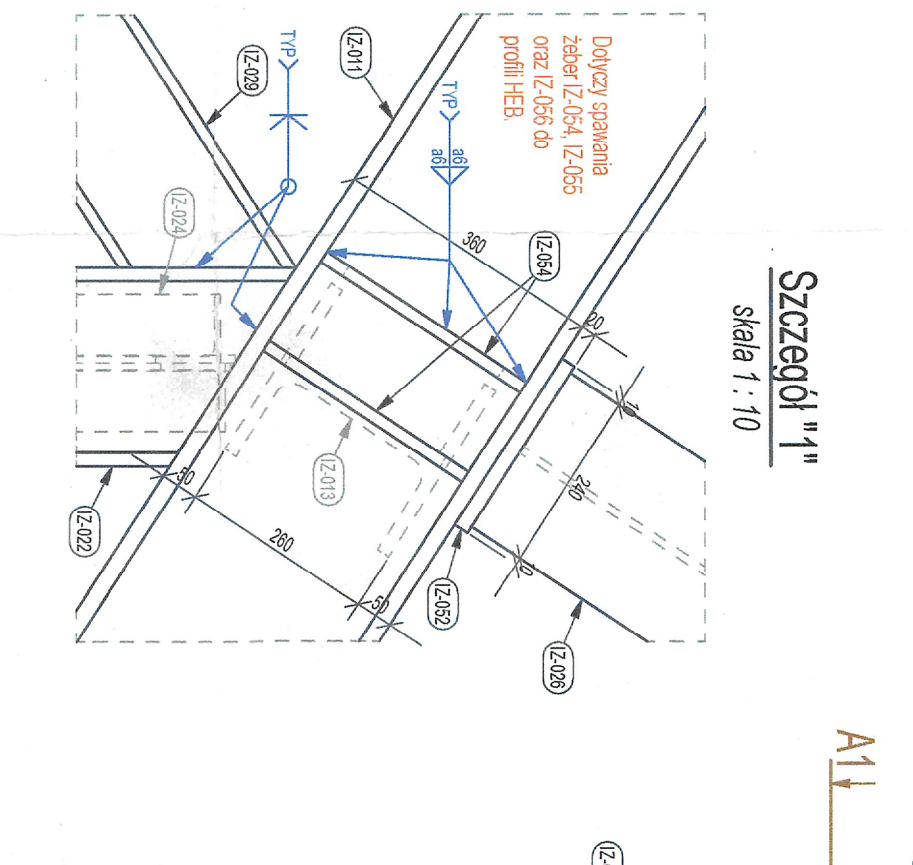 Szczegół "1"
skala 1 : 10
A1
Dotyczy spawania
żeber IZ-054, IZ-055
oraz IZ-056 do
profili HEB.
TYP
a6
a6
TYP
IZ-011
IZ-029
IZ-024
IZ-054
IZ-013
IZ-022
IZ-052
IZ-026
360
20
10
240
10
50
260
50
IZ-